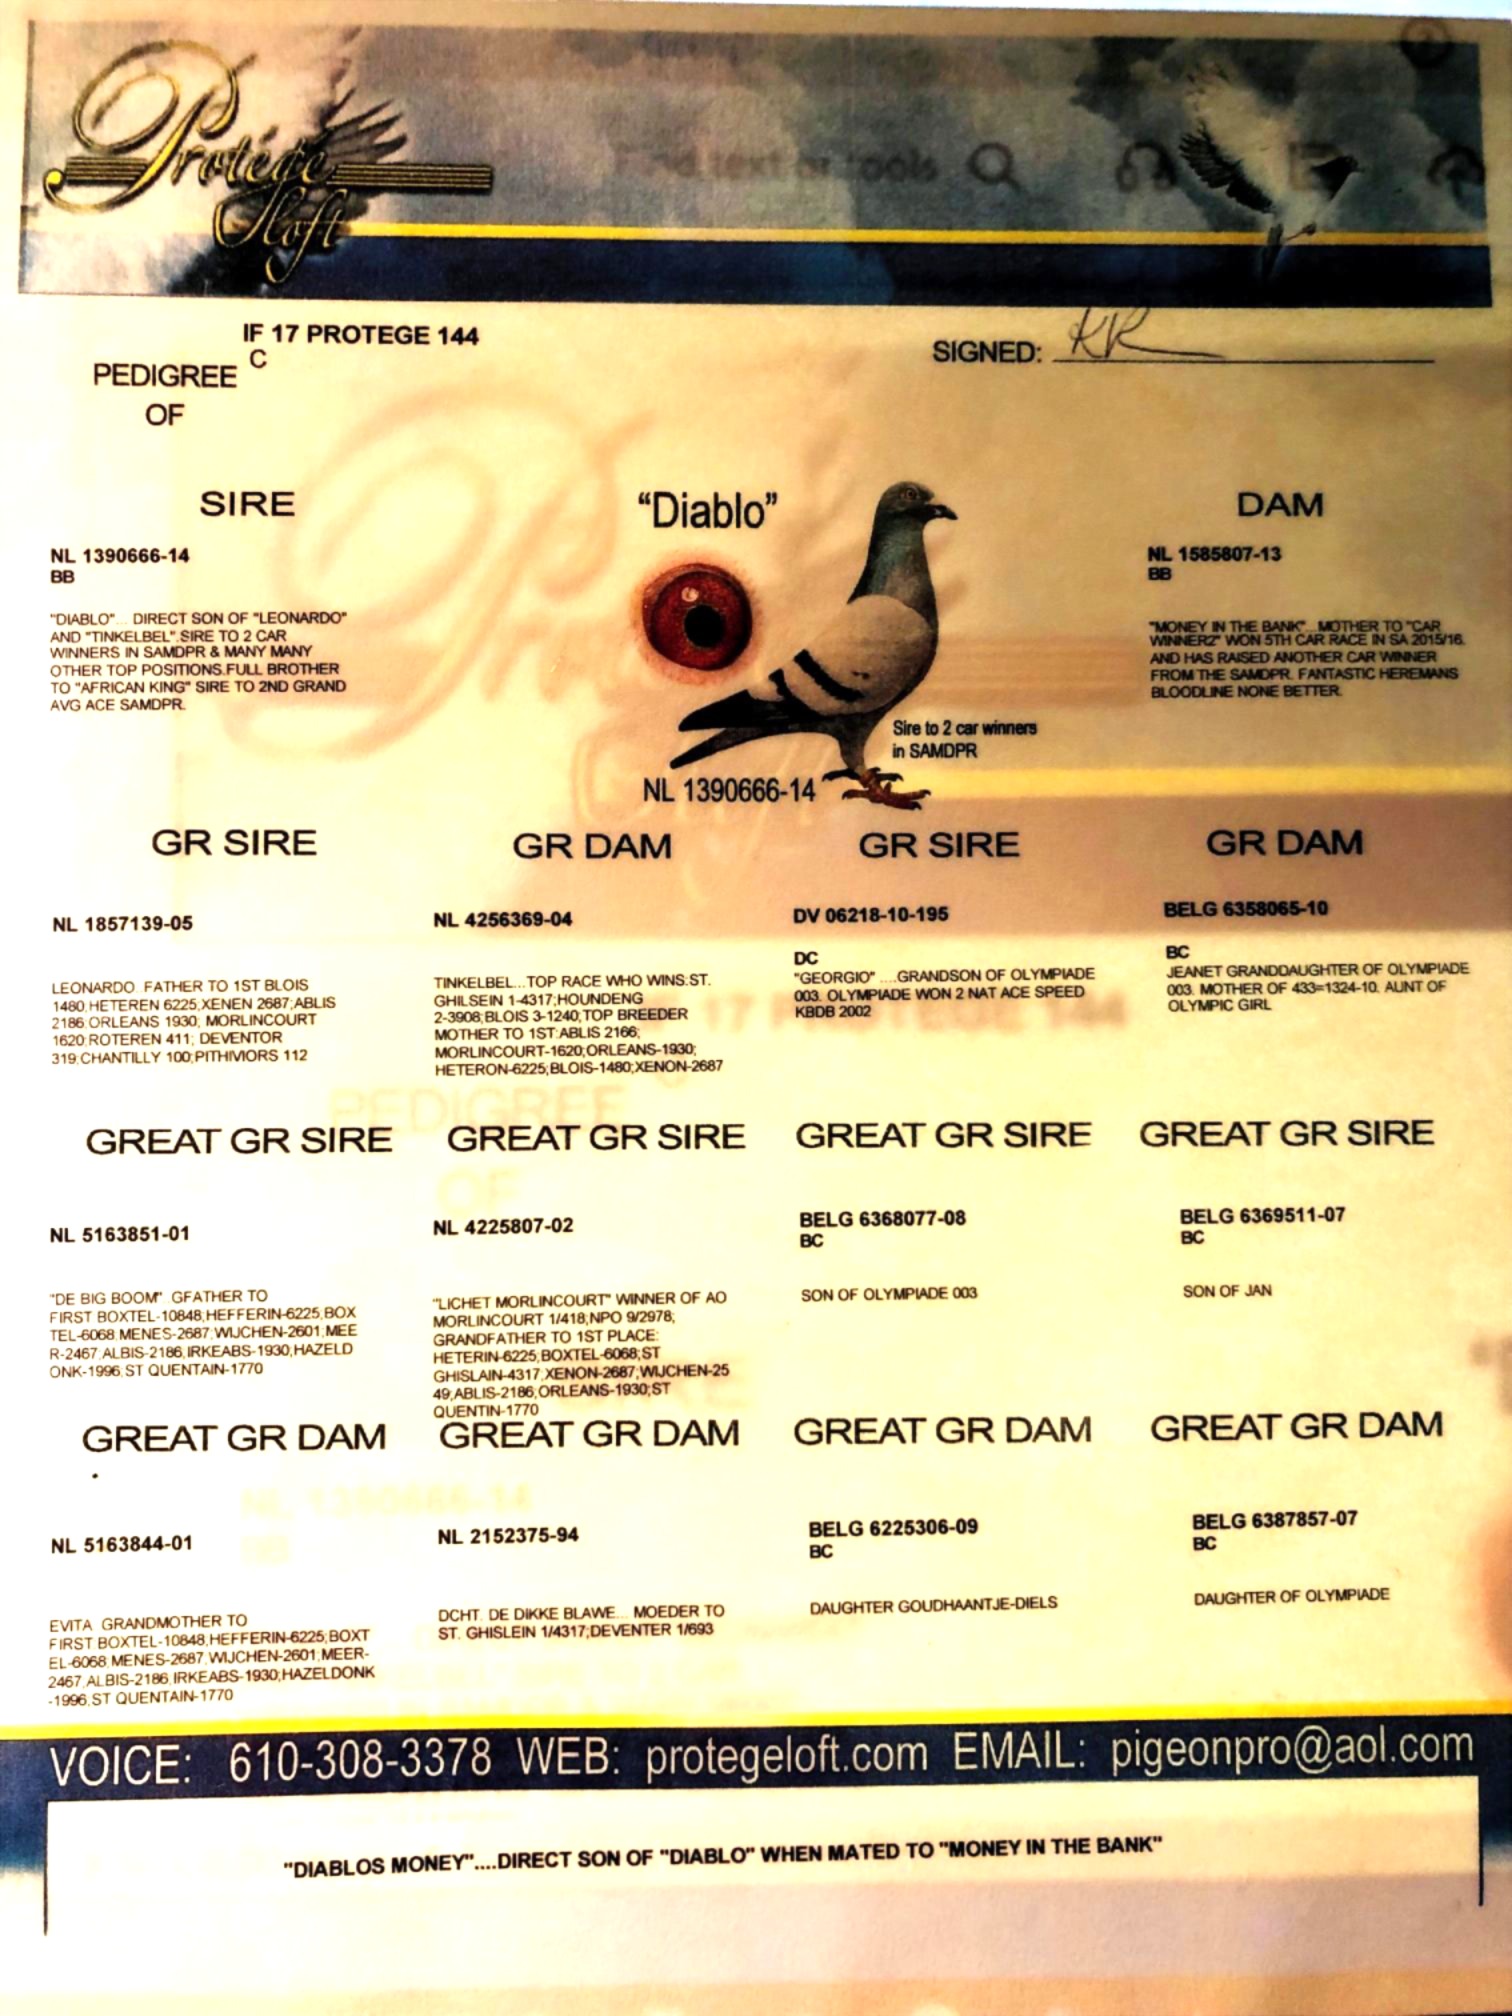 Protege
Loft
Find text or tools
IF 17 PROTEGE 144
C
PEDIGREE
OF
SIGNED: KR
SIRE
"Diablo"
DAM
NL 1390666-14
BB
"DIABLO"... DIRECT SON OF "LEONARDO"
AND "TINKELBEL".SIRE TO 2 CAR
WINNERS IN SAMDPR & MANY MANY
OTHER TOP POSITIONS.FULL BROTHER
TO "AFRICAN KING" SIRE TO 2ND GRAND
AVG ACE SAMDPR.
NL 1585807-13
BB
"MONEY IN THE BANK"...MOTHER TO "CAR
WINNER2" WON 5TH CAR RACE IN SA 2015/16.
AND HAS RAISED ANOTHER CAR WINNER
FROM THE SAMDPR. FANTASTIC HEREMANS
BLOODLINE NONE BETTER.
Sire to 2 car winners
in SAMDPR
NL 1390666-14
GR SIRE
GR DAM
GR SIRE
GR DAM
NL 1857139-05
LEONARDO. FATHER TO 1ST BLOIS
1480;HETEREN 6225;XENEN 2687;ABLIS
2186;ORLEANS 1930; MORLINCOURT
1620;ROTEREN 411; DEVENTOR
319;CHANTILLY 100;PITHIVIORS 112
NL 4256369-04
TINKELBEL...TOP RACE WHO WINS:ST.
GHILSEIN 1-4317;HOUNDENG
2-3908;BLOIS 3-1240;TOP BREEDER
MOTHER TO 1ST:ABLIS 2166;
MORLINCOURT-1620;ORLEANS-1930;
HETERON-6225;BLOIS-1480;XENON-2687
DV 06218-10-195
DC
"GEORGIO" ....GRANDSON OF OLYMPIADE
003. OLYMPIADE WON 2 NAT ACE SPEED
KBDB 2002
BELG 6358065-10
BC
JEANET GRANDDAUGHTER OF OLYMPIADE
003. MOTHER OF 433=1324-10. AUNT OF
OLYMPIC GIRL
17 PROTEGE 144
PEDIGREE
OF
GREAT GR SIRE
GREAT GR SIRE
GREAT GR SIRE
GREAT GR SIRE
NL 5163851-01
"DE BIG BOOM" .GFATHER TO
FIRST BOXTEL-10848;HEFFERIN-6225;BOX
TEL-6068;MENES-2687;WIJCHEN-2601;MEE
R-2467;ALBIS-2186;IRKEABS-1930;HAZELD
ONK-1996;ST QUENTAIN-1770
NL 4225807-02
"LICHET MORLINCOURT" WINNER OF AO
MORLINCOURT 1/418;NPO 9/2978;
GRANDFATHER TO 1ST PLACE:
HETERIN-6225;BOXTEL-6068;ST
GHISLAIN-4317;XENON-2687;WIJCHEN-25
49;ABLIS-2186;ORLEANS-1930;ST
QUENTIN-1770
BELG 6368077-08
BC
SON OF OLYMPIADE 003
BELG 6369511-07
BC
SON OF JAN
GREAT GR DAM
GREAT GR DAM
GREAT GR DAM
GREAT GR DAM
NL 1390666-14
NL 5163844-01
EVITA. GRANDMOTHER TO
FIRST BOXTEL-10848;HEFFERIN-6225;BOXT
EL-6068;MENES-2687;WIJCHEN-2601;MEER-
2467;ALBIS-2186;IRKEABS-1930;HAZELDONK
-1996;ST QUENTAIN-1770
NL 2152375-94
DCHT. DE DIKKE BLAWE... MOEDER TO
ST. GHISLEIN 1/4317;DEVENTER 1/693
BELG 6225306-09
BC
DAUGHTER GOUDHAANTJE-DIELS
BELG 6387857-07
BC
DAUGHTER OF OLYMPIADE
VOICE: 610-308-3378 WEB: protegeloft.com EMAIL: pigeonpro@aol.com
"DIABLOS MONEY"....DIRECT SON OF "DIABLO" WHEN MATED TO "MONEY IN THE BANK"